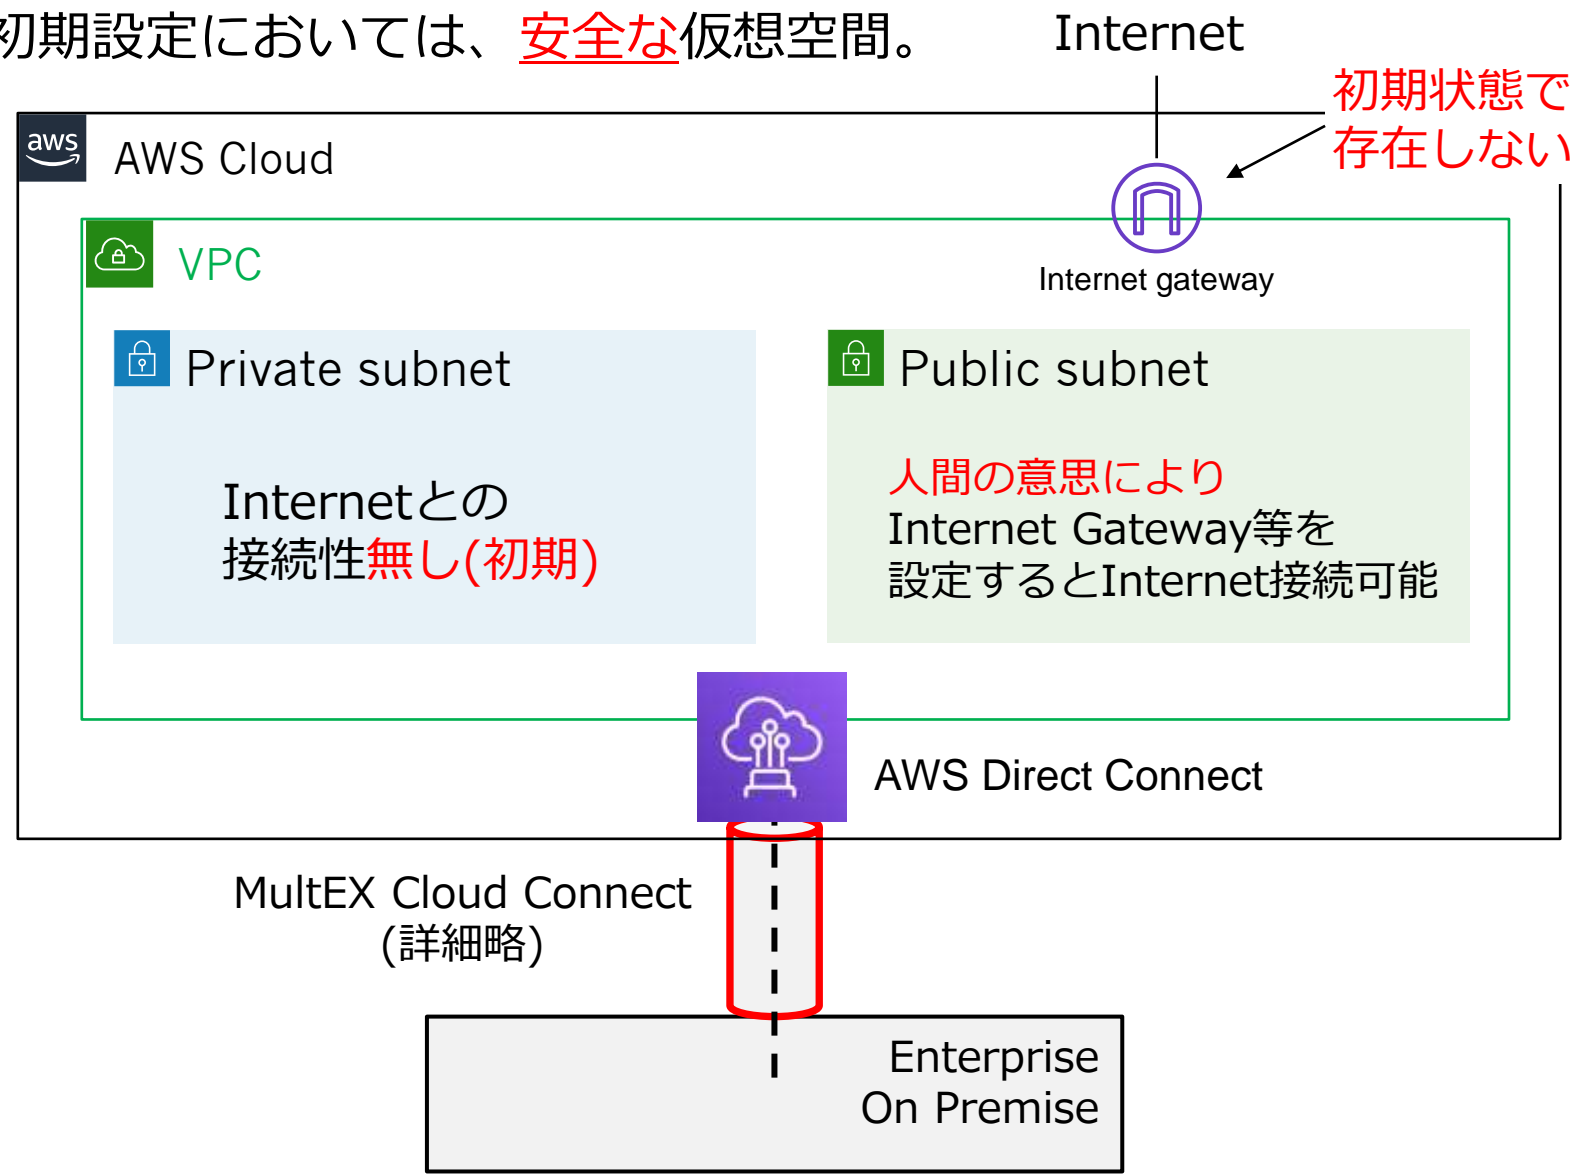 初期設定においては、安全な仮想空間。
Internet
初期状態で
存在しない
aws
AWS Cloud
VPC
Internet gateway
Private subnet
Internetとの
接続性無し(初期)
Public subnet
人間の意思により
Internet Gateway等を
設定するとInternet接続可能
AWS Direct Connect
MultEX Cloud Connect
(詳細略)
Enterprise
On Premise